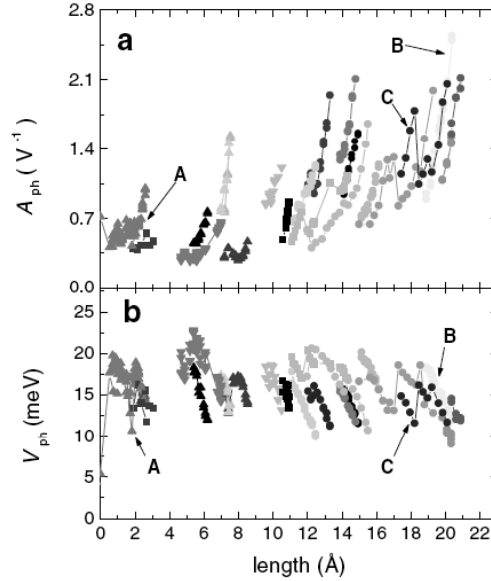 2.8
a
B
2.1
C
1.4
A
0.7
0.0
A_ph (V^-1)
25
b
20
B
15
10
A
C
5
0
V_ph (meV)
0 2 4 6 8 10 12 14 16 18 20 22
length (Å)